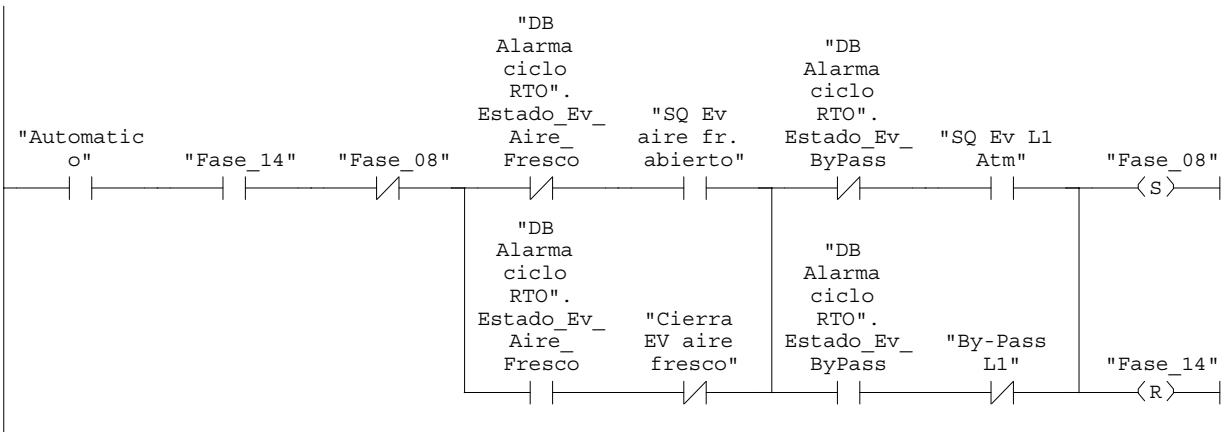 "DB
Alarma
ciclo
RTO".
Estado_Ev_
Aire_
Fresco
"SQ Ev
aire fr.
abierto"
"DB
Alarma
ciclo
RTO".
Estado_Ev_
ByPass
"SQ Ev L1
Atm"
"Automatic
o"
"Fase_14"
"Fase_08"
"Fase_08"
S
"DB
Alarma
ciclo
RTO".
Estado_Ev_
Aire_
Fresco
"Cierra
EV aire
fresco"
"DB
Alarma
ciclo
RTO".
Estado_Ev_
ByPass
"By-Pass
L1"
"Fase_14"
R